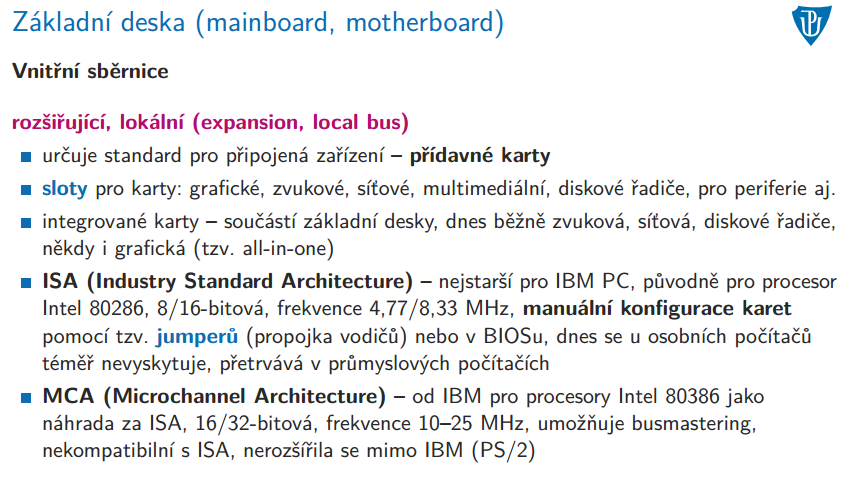 Základní deska (mainboard, motherboard)
Vnitřní sběrnice
rozšiřující, lokální (expansion, local bus)
určuje standard pro připojená zařízení – přídavné karty
sloty pro karty: grafické, zvukové, síťové, multimediální, diskové řadiče, pro periferie aj.
integrované karty – součástí základní desky, dnes běžně zvuková, síťová, diskové řadiče,
někdy i grafická (tzv. all-in-one)
ISA (Industry Standard Architecture) – nejstarší pro IBM PC, původně pro procesor
Intel 80286, 8/16-bitová, frekvence 4,77/8,33 MHz, manuální konfigurace karet
pomocí tzv. jumperů (propojka vodičů) nebo v BIOSu, dnes se u osobních počítačů
téměř nevyskytuje, přetrvává v průmyslových počítačích
MCA (Microchannel Architecture) – od IBM pro procesory Intel 80386 jako
náhrada za ISA, 16/32-bitová, frekvence 10–25 MHz, umožňuje busmastering,
nekompatibilní s ISA, nerozšířila se mimo IBM (PS/2)